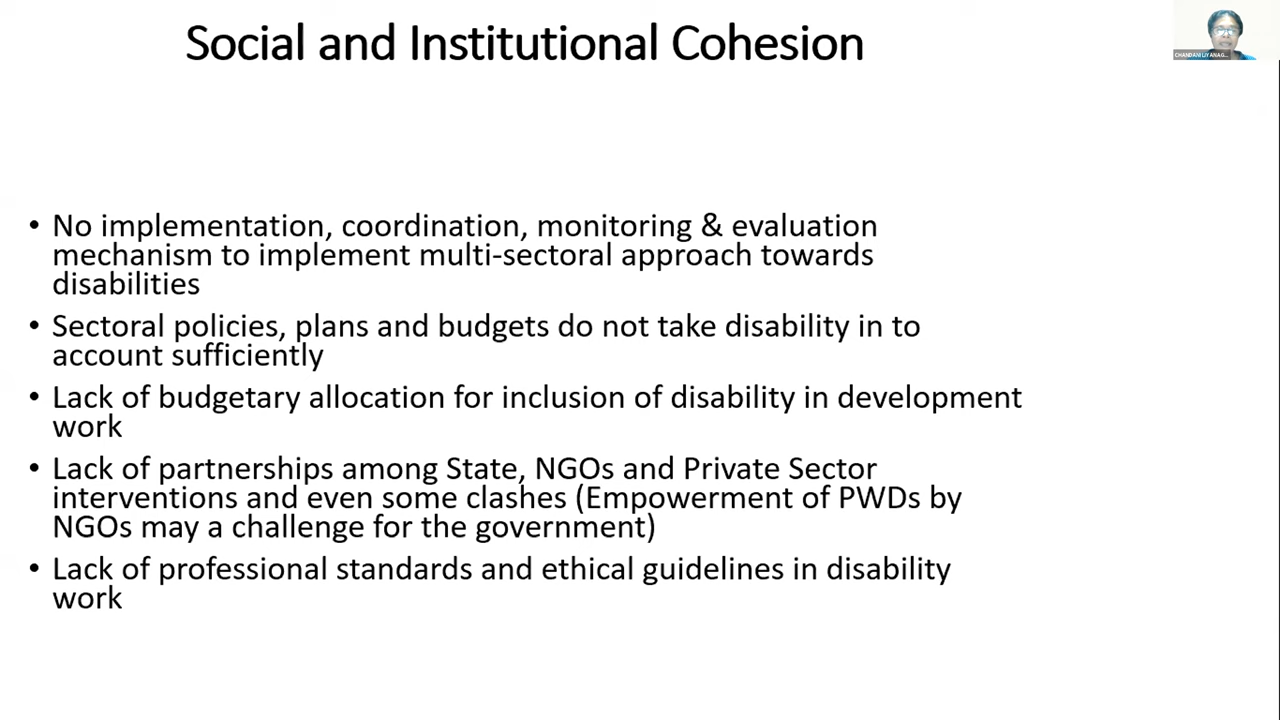 Social and Institutional Cohesion
CHANDANI LIYANAG...
• No implementation, coordination, monitoring & evaluation
mechanism to implement multi-sectoral approach towards
disabilities
• Sectoral policies, plans and budgets do not take disability in to
account sufficiently
• Lack of budgetary allocation for inclusion of disability in development
work
• Lack of partnerships among State, NGOs and Private Sector
interventions and even some clashes (Empowerment of PWDs by
NGOs may a challenge for the government)
• Lack of professional standards and ethical guidelines in disability
work